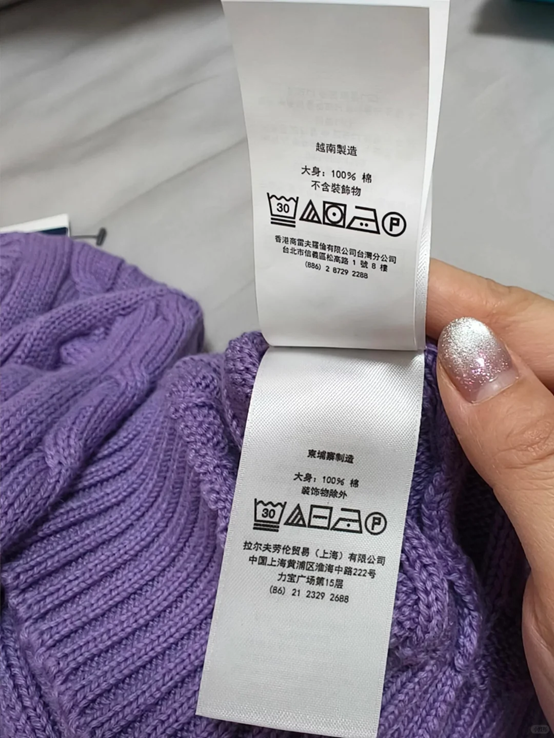 越南製造
大身: 100% 棉
不含裝飾物
30 P
香港商雷夫羅倫有限公司台灣分公司
台北市信義區松高路 1 號 8 樓
(886) 2 8729 2288
柬埔寨制造
大身: 100% 棉
装饰物除外
30 P
拉尔夫劳伦贸易（上海）有限公司
中国上海黄浦区淮海中路222号
力宝广场第15层
(86) 21 2329 2688